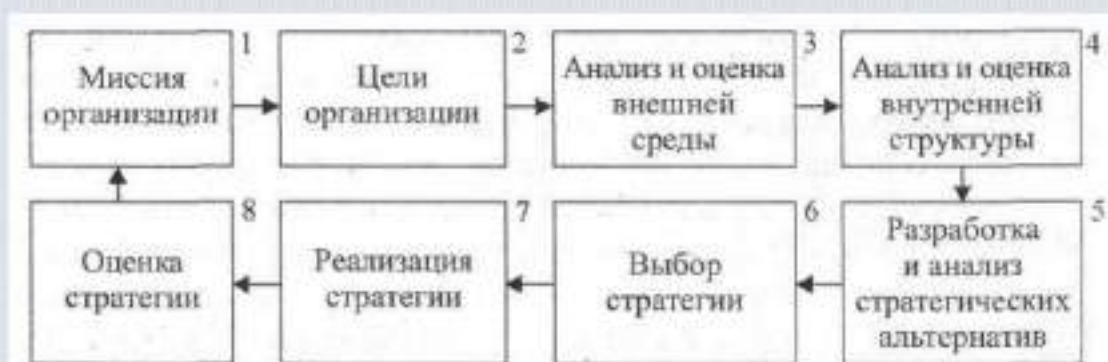 1
Миссия
организации
2
Цели
организации
3
Анализ и оценка
внешней
среды
4
Анализ и оценка
внутренней
структуры
8
Оценка
стратегии
7
Реализация
стратегии
6
Выбор
стратегии
5
Разработка
и анализ
стратегических
альтернатив